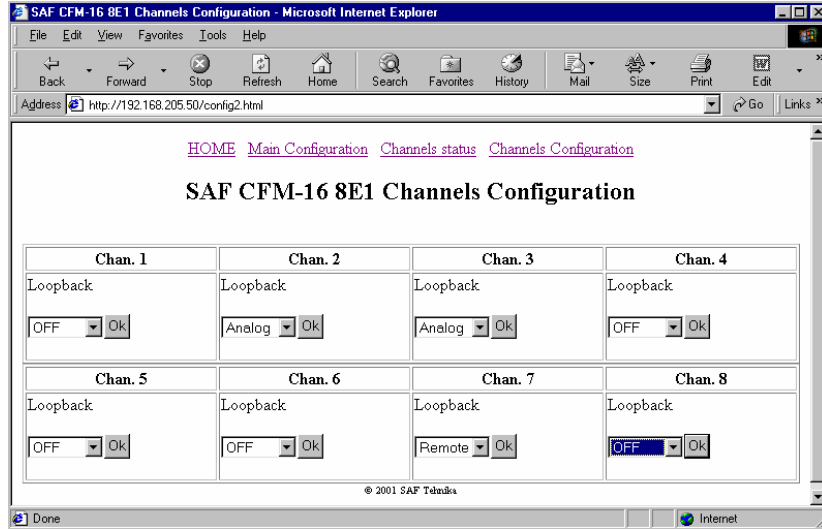 SAF CFM-16 8E1 Channels Configuration - Microsoft Internet Explorer
File Edit View Favorites Tools Help
Back Forward Stop Refresh Home Search Favorites History Mail Size Print Edit »
Address http://192.168.205.50/config2.html Go Links »
HOME Main Configuration Channels status Channels Configuration
SAF CFM-16 8E1 Channels Configuration
Chan. 1 Chan. 2 Chan. 3 Chan. 4
Loopback Loopback Loopback Loopback
OFF Ok Analog Ok Analog Ok OFF Ok
Chan. 5 Chan. 6 Chan. 7 Chan. 8
Loopback Loopback Loopback Loopback
OFF Ok OFF Ok Remote Ok OFF Ok
© 2001 SAF Tehnika
Done Internet